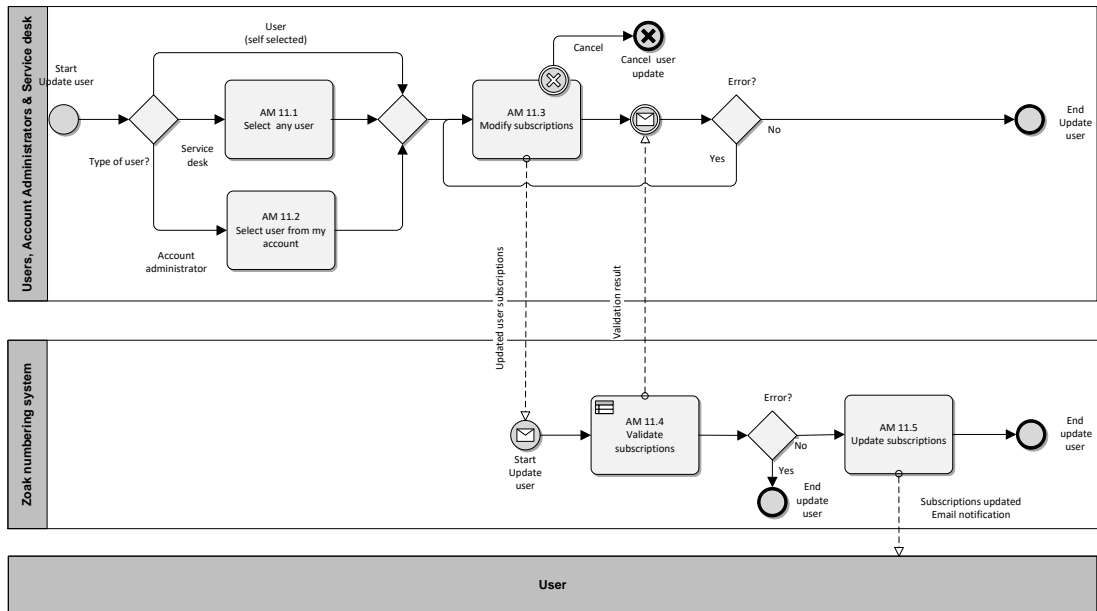 Users, Account Administrators & Service desk
Start
Update user
User
(self selected)
Type of user?
AM 11.1
Select any user
Service
desk
AM 11.2
Select user from my
account
Account
administrator
AM 11.3
Modify subscriptions
Cancel
Cancel user
update
Error?
No
Yes
End
Update
user
Updated user subscriptions
Validation result
Zoak numbering system
Start
Update
user
AM 11.4
Validate
subscriptions
Error?
No
Yes
End
update
user
AM 11.5
Update subscriptions
End
update
user
Subscriptions updated
Email notification
User